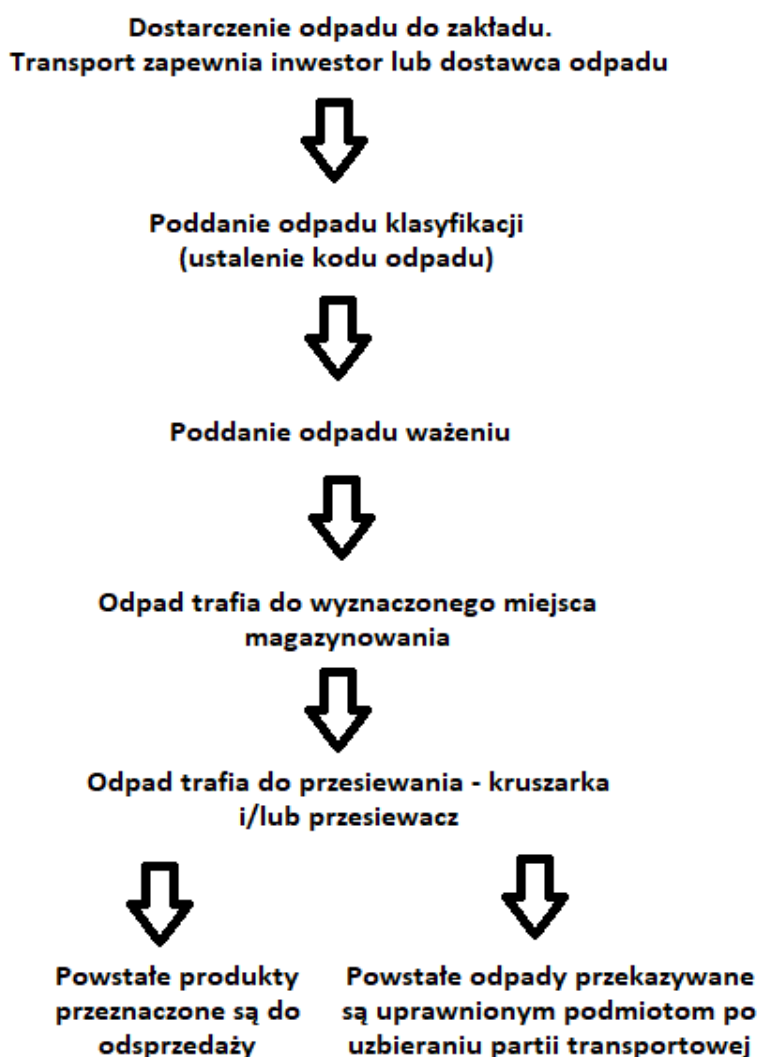 Dostarczenie odpadu do zakładu.
Transport zapewnia inwestor lub dostawca odpadu
Poddanie odpadu klasyfikacji
(ustalenie kodu odpadu)
Poddanie odpadu ważeniu
Odpad trafia do wyznaczonego miejsca
magazynowania
Odpad trafia do przesiewania - kruszarka
i/lub przesiewacz
Powstałe produkty
przeznaczone są do
odsprzedaży
Powstałe odpady przekazywane
są uprawnionym podmiotom po
uzbieraniu partii transportowej